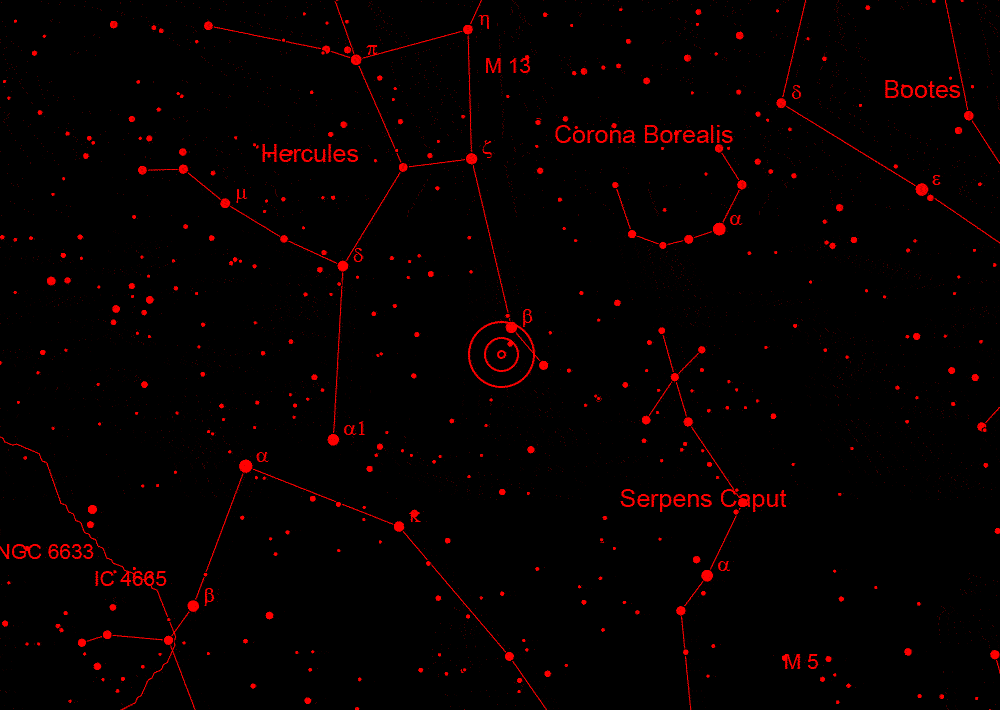 η
π
M 13
δ
Bootes
Corona Borealis
Hercules
ζ
ε
μ
α
δ
β
α1
α
Serpens Caput
κ
NGC 6633
α
IC 4665
β
M 5